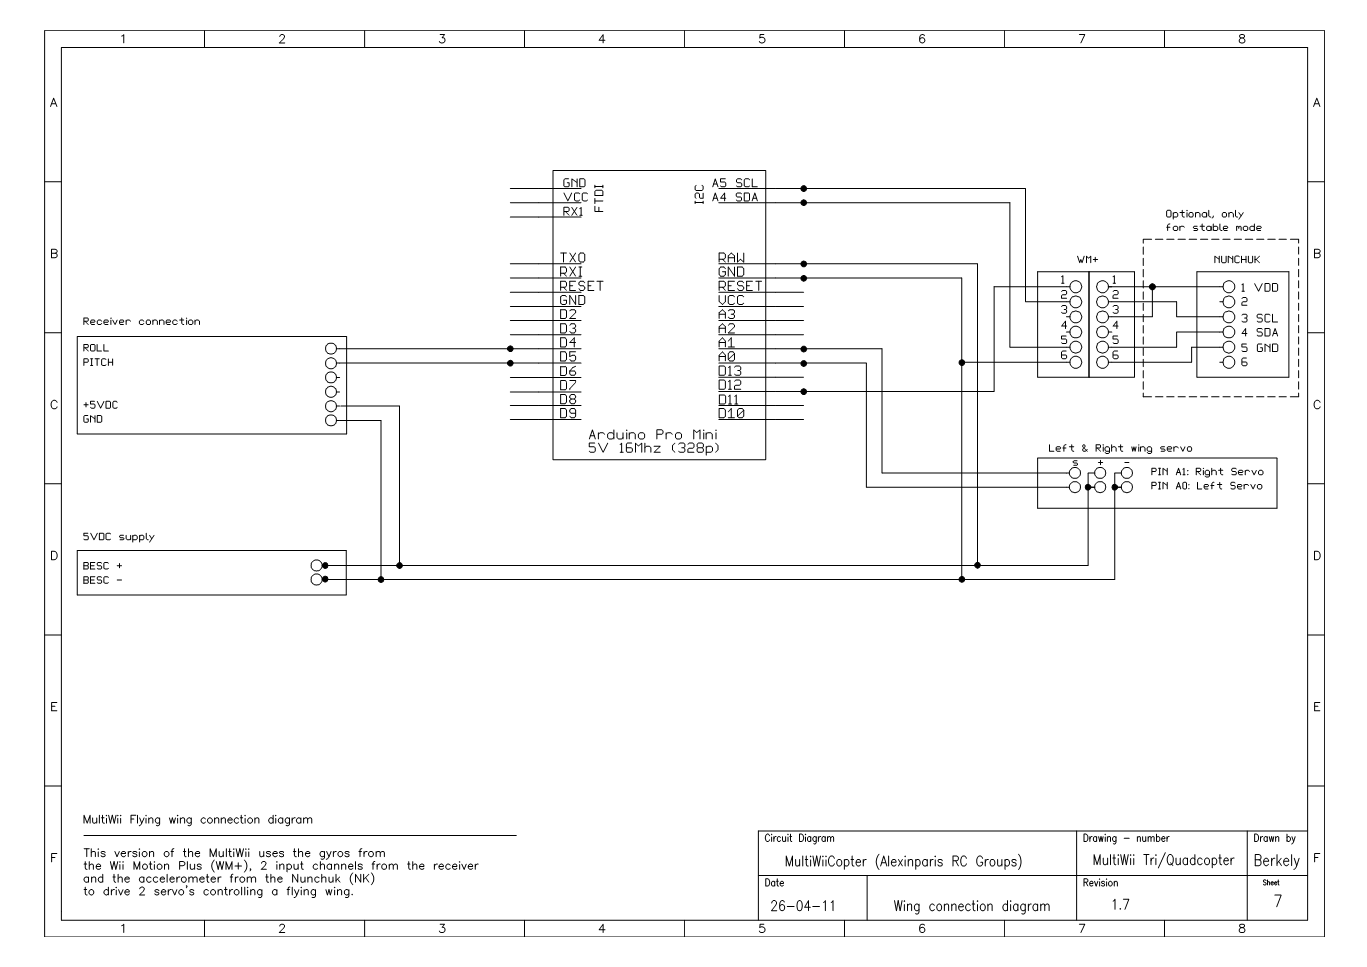 1 2 3 4 5 6 7 8
A A
B B
C C
D D
E E
F F
GND
VCC
RX1
FTDI
I2C
A5 SCL
A4 SDA
TXO
RXI
RESET
GND
D2
D3
D4
D5
D6
D7
D8
D9
RAW
GND
RESET
VCC
A3
A2
A1
A0
D13
D12
D11
D10
Arduino Pro Mini
5V 16Mhz (328p)
Receiver connection
ROLL
PITCH
+5VDC
GND
5VDC supply
BESC +
BESC -
Optional, only
for stable mode
WM+
1 1
2 2
3 3
4 4
5 5
6 6
NUNCHUK
1 VDD
2
3 SCL
4 SDA
5 GND
6
Left & Right wing servo
S + -
PIN A1: Right Servo
PIN A0: Left Servo
MultiWii Flying wing connection diagram
This version of the MultiWii uses the gyros from
the Wii Motion Plus (WM+), 2 input channels from the receiver
and the accelerometer from the Nunchuk (NK)
to drive 2 servo's controlling a flying wing.
Circuit Diagram
MultiWiiCopter (Alexinparis RC Groups)
Drawing - number
MultiWii Tri/Quadcopter
Drawn by
Berkely
Date
26-04-11
Wing connection diagram
Revision
1.7
Sheet
7
1 2 3 4 5 6 7 8